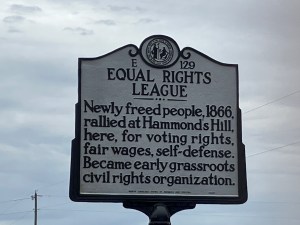 E 129
EQUAL RIGHTS
LEAGUE
Newly freed people, 1866,
rallied at Hammond's Hill,
here, for voting rights,
fair wages, self-defense.
Became early grassroots
civil rights organization.